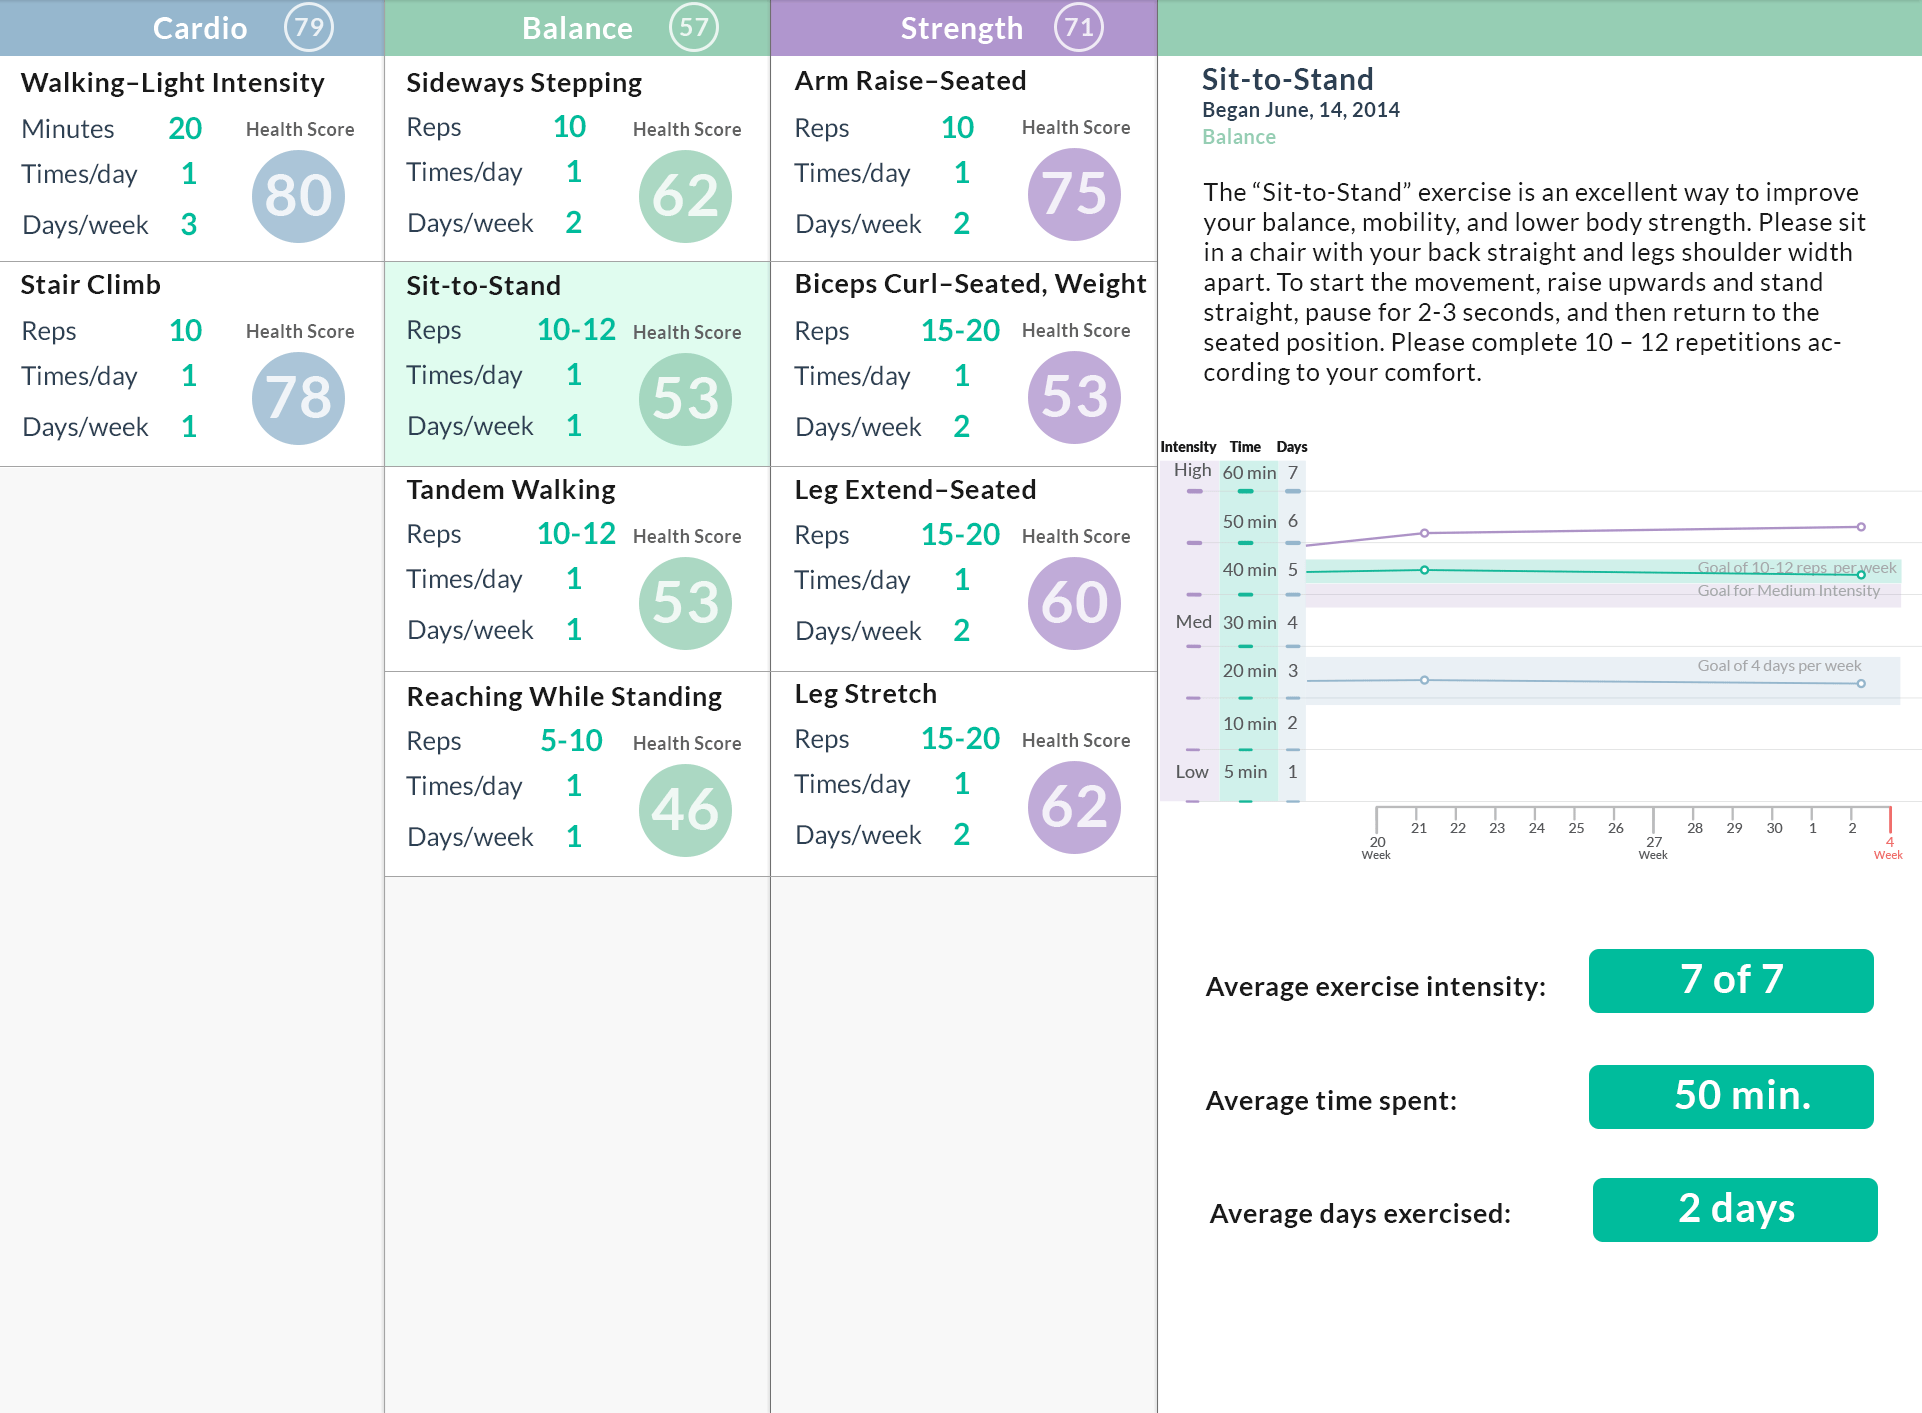 Cardio 79
Walking–Light Intensity
Minutes 20 Health Score
Times/day 1 80
Days/week 3
Stair Climb
Reps 10 Health Score
Times/day 1 78
Days/week 1
Balance 57
Sideways Stepping
Reps 10 Health Score
Times/day 1 62
Days/week 2
Sit-to-Stand
Reps 10-12 Health Score
Times/day 1 53
Days/week 1
Tandem Walking
Reps 10-12 Health Score
Times/day 1 53
Days/week 1
Reaching While Standing
Reps 5-10 Health Score
Times/day 1 46
Days/week 1
Strength 71
Arm Raise–Seated
Reps 10 Health Score
Times/day 1 75
Days/week 2
Biceps Curl–Seated, Weight
Reps 15-20 Health Score
Times/day 1 53
Days/week 2
Leg Extend–Seated
Reps 15-20 Health Score
Times/day 1 60
Days/week 2
Leg Stretch
Reps 15-20 Health Score
Times/day 1 62
Days/week 2
Sit-to-Stand
Began June, 14, 2014
Balance
The “Sit-to-Stand” exercise is an excellent way to improve
your balance, mobility, and lower body strength. Please sit
in a chair with your back straight and legs shoulder width
apart. To start the movement, raise upwards and stand
straight, pause for 2-3 seconds, and then return to the
seated position. Please complete 10 – 12 repetitions ac-
cording to your comfort.
Intensity Time Days
High 60 min 7
50 min 6
40 min 5 Goal of 10-12 reps per week
Goal for Medium Intensity
Med 30 min 4
20 min 3 Goal of 4 days per week
10 min 2
Low 5 min 1
21 22 23 24 25 26 28 29 30 1 2
20 27 4
Week Week Week
Average exercise intensity: 7 of 7
Average time spent: 50 min.
Average days exercised: 2 days